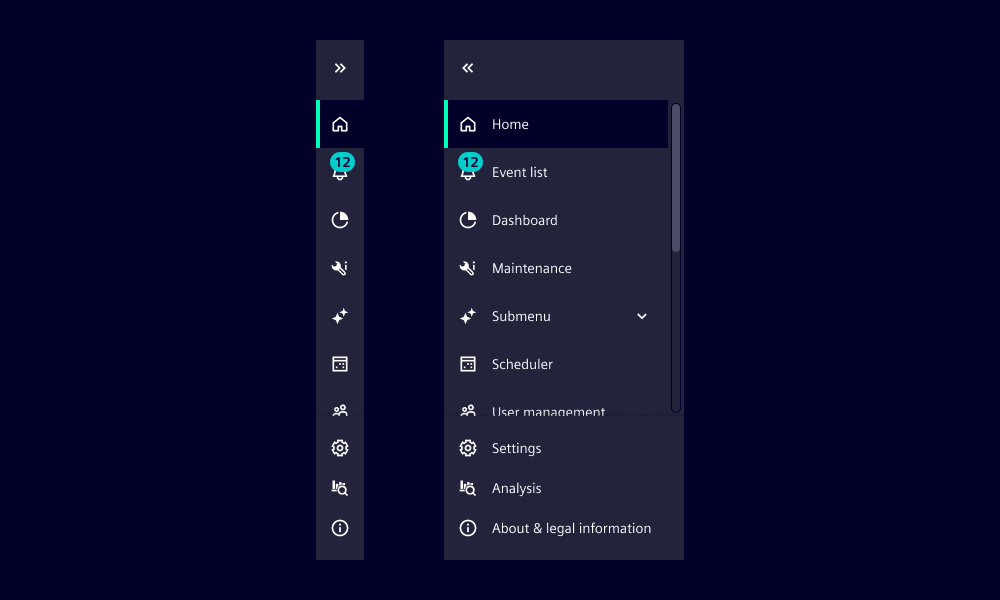 12
12
Home
Event list
Dashboard
Maintenance
Submenu
Scheduler
User management
Settings
Analysis
About & legal information